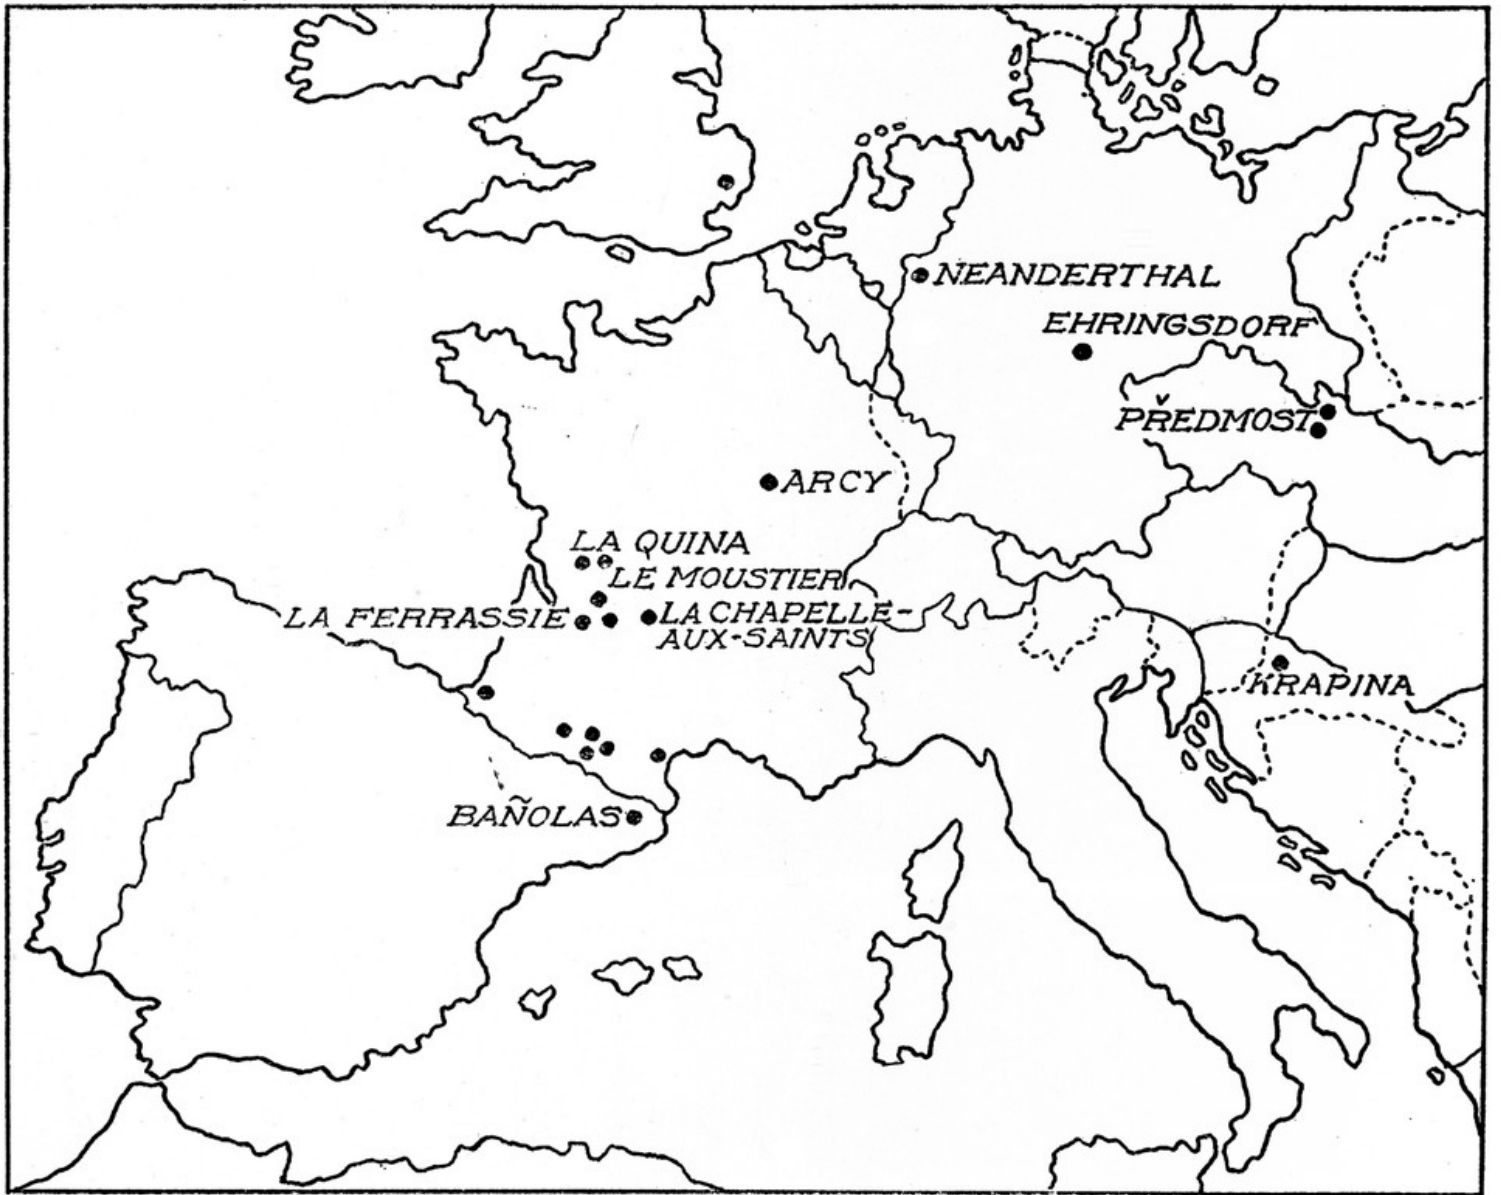 NEANDERTHAL
EHRINGSDORF
PŘEDMOST
ARCY
LA QUINA
LE MOUSTIER
LA FERRASSIE
LA CHAPELLE-
AUX-SAINTS
KRAPINA
BAÑOLAS